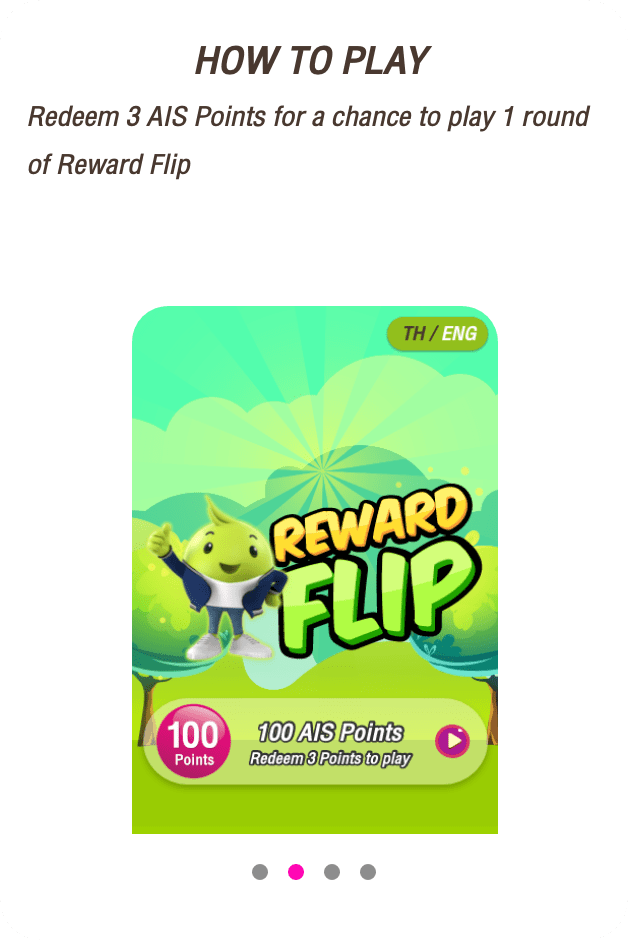 HOW TO PLAY
Redeem 3 AIS Points for a chance to play 1 round
of Reward Flip
TH / ENG
REWARD
FLIP
100
Points
100 AIS Points
Redeem 3 Points to play